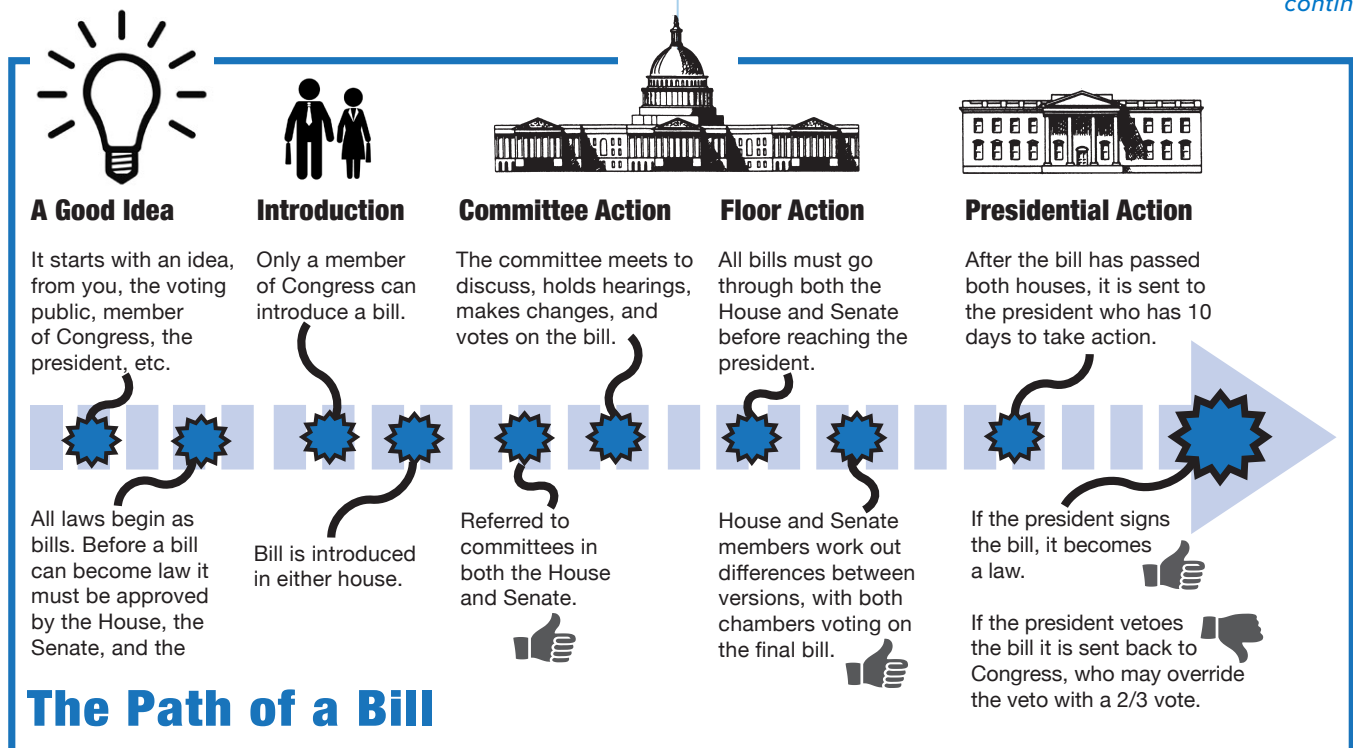 contin
A Good Idea
It starts with an idea,
from you, the voting
public, member
of Congress, the
president, etc.
All laws begin as
bills. Before a bill
can become law it
must be approved
by the House, the
Senate, and the
Introduction
Only a member
of Congress can
introduce a bill.
Bill is introduced
in either house.
Committee Action
The committee meets to
discuss, holds hearings,
makes changes, and
votes on the bill.
Referred to
committees in
both the House
and Senate.
Floor Action
All bills must go
through both the
House and Senate
before reaching the
president.
House and Senate
members work out
differences between
versions, with both
chambers voting on
the final bill.
Presidential Action
After the bill has passed
both houses, it is sent to
the president who has 10
days to take action.
If the president signs
the bill, it becomes
a law.
If the president vetoes
the bill it is sent back to
Congress, who may override
the veto with a 2/3 vote.
The Path of a Bill